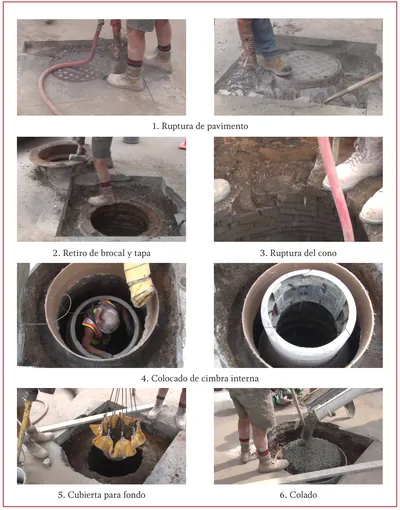 1. Ruptura de pavimento
2. Retiro de brocal y tapa
3. Ruptura del cono
4. Colocado de cimbra interna
5. Cubierta para fondo
6. Colado